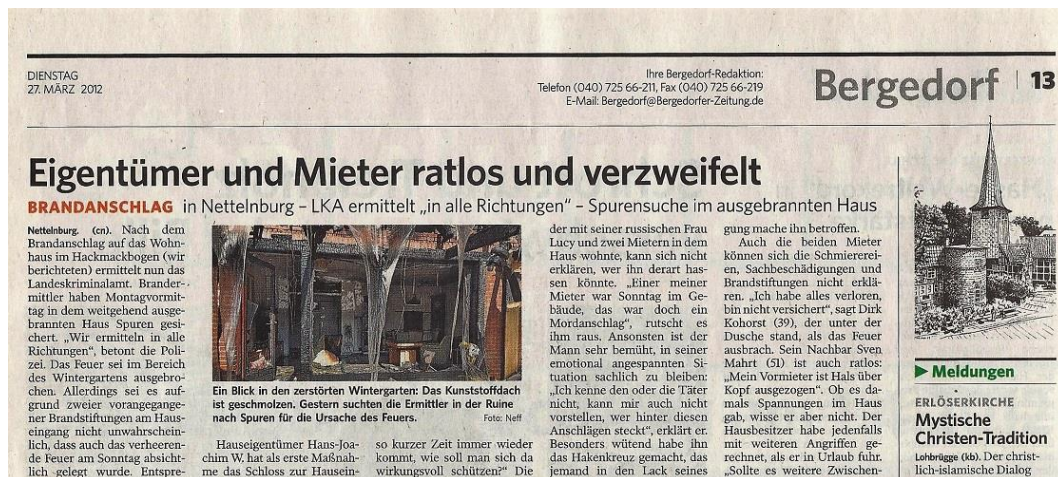 DIENSTAG
27. MÄRZ 2012
Ihre Bergedorf-Redaktion:
Telefon (040) 725 66-211, Fax (040) 725 66-219
E-Mail: Bergedorf@Bergedorfer-Zeitung.de
Bergedorf | 13
Eigentümer und Mieter ratlos und verzweifelt
BRANDANSCHLAG in Nettelnburg – LKA ermittelt „in alle Richtungen" – Spurensuche im ausgebrannten Haus
Nettelnburg. (cn). Nach dem
Brandanschlag auf das Wohn-
haus im Hackmackbogen (wir
berichteten) ermittelt nun das
Landeskriminalamt. Brander-
mittler haben Montagvormit-
tag in dem weitgehend ausge-
brannten Haus Spuren gesi-
chert. „Wir ermitteln in alle
Richtungen", betont die Poli-
zei. Das Feuer sei im Bereich
des Wintergartens ausgebro-
chen. Allerdings sei es auf-
grund zweier vorangegange-
ner Brandstiftungen am Haus-
eingang nicht unwahrschein-
lich, dass auch das verheeren-
de Feuer am Sonntag absicht-
lich gelegt wurde. Entspre-
Ein Blick in den zerstörten Wintergarten: Das Kunststoffdach
ist geschmolzen. Gestern suchten die Ermittler in der Ruine
nach Spuren für die Ursache des Feuers. Foto: Neff
Hauseigentümer Hans-Joa-
chim W, hat als erste Maßnah-
me das Schloss zur Hausein-
so kurzer Zeit immer wieder
kommt, wie soll man sich da
wirkungsvoll schützen?" Die
der mit seiner russischen Frau
Lucy und zwei Mietern in dem
Haus wohnte, kann sich nicht
erklären, wer ihn derart has-
sen könnte. „Einer meiner
Mieter war Sonntag im Ge-
bäude, das war doch ein
Mordanschlag", rutscht es
ihm raus. Ansonsten ist der
Mann sehr bemüht, in seiner
emotional angespannten Si-
tuation sachlich zu bleiben:
„Ich kenne den oder die Täter
nicht, kann mir auch nicht
vorstellen, wer hinter diesen
Anschlägen steckt", erklärt er.
Besonders wütend habe ihn
das Hakenkreuz gemacht, das
jemand in den Lack seines
gung mache ihn betroffen.
Auch die beiden Mieter
können sich die Schmiererei-
en, Sachbeschädigungen und
Brandstiftungen nicht erklä-
ren. „Ich habe alles verloren,
bin nicht versichert", sagt Dirk
Kohorst (39), der unter der
Dusche stand, als das Feuer
ausbrach. Sein Nachbar Sven
Mahrt (51) ist auch ratlos:
„Mein Vormieter ist Hals über
Kopf ausgezogen". Ob es da-
mals Spannungen im Haus
gab, wisse er aber nicht. Der
Hausbesitzer habe jedenfalls
mit weiteren Angriffen ge-
rechnet, als er in Urlaub fuhr.
„Sollte es weitere Zwischen-
Meldungen
ERLÖSERKIRCHE
Mystische
Christen-Tradition
Lohbrügge (kb). Der christ-
lich-islamische Dialog